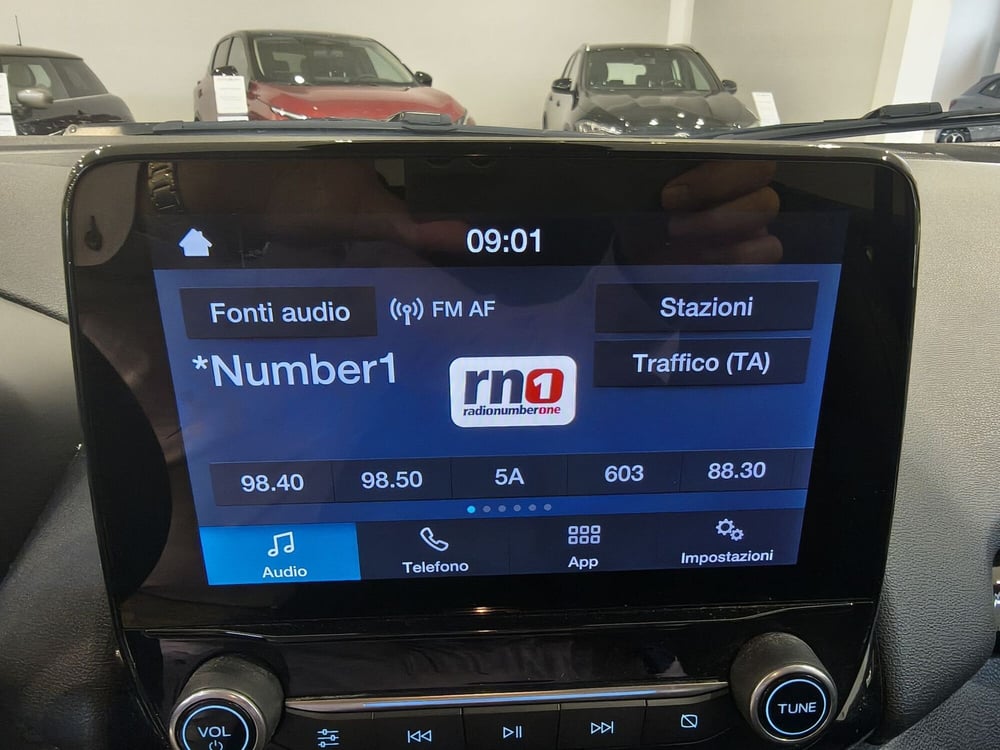 09:01
Fonti audio
FM AF
Stazioni
*Number1
Traffico (TA)
rn1
radionumberone
98.40 98.50 5A 603 88.30
Audio Telefono App Impostazioni
VOL
TUNE